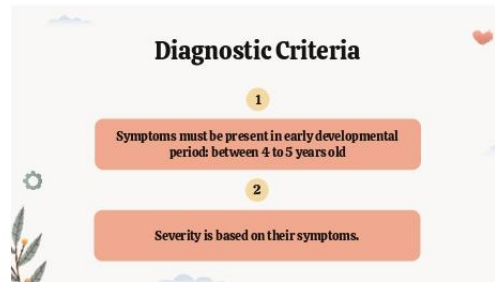 Diagnostic Criteria
1
Symptoms must be present in early developmental
period: between 4 to 5 years old
2
Severity is based on their symptoms.